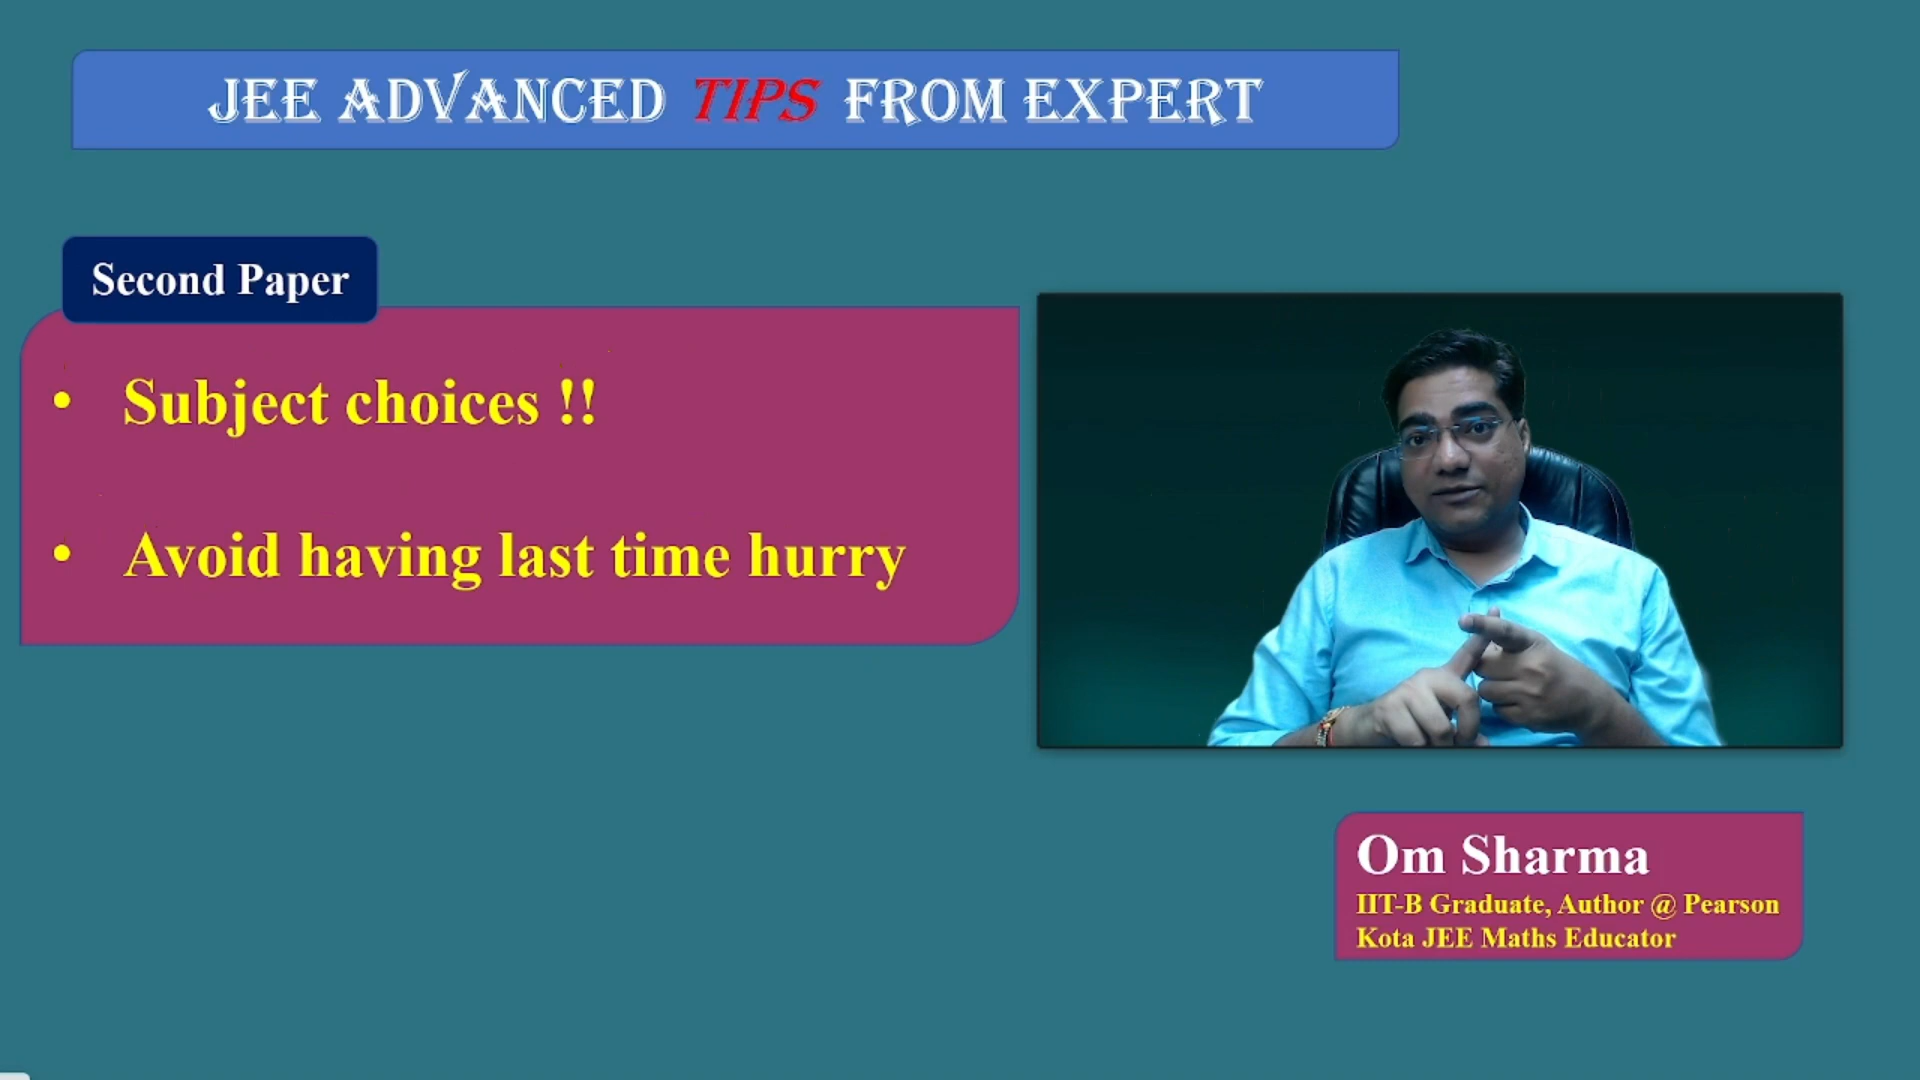 JEE ADVANCED TIPS FROM EXPERT
Second Paper
• Subject choices !!
• Avoid having last time hurry
Om Sharma
IIT-B Graduate, Author @ Pearson
Kota JEE Maths Educator